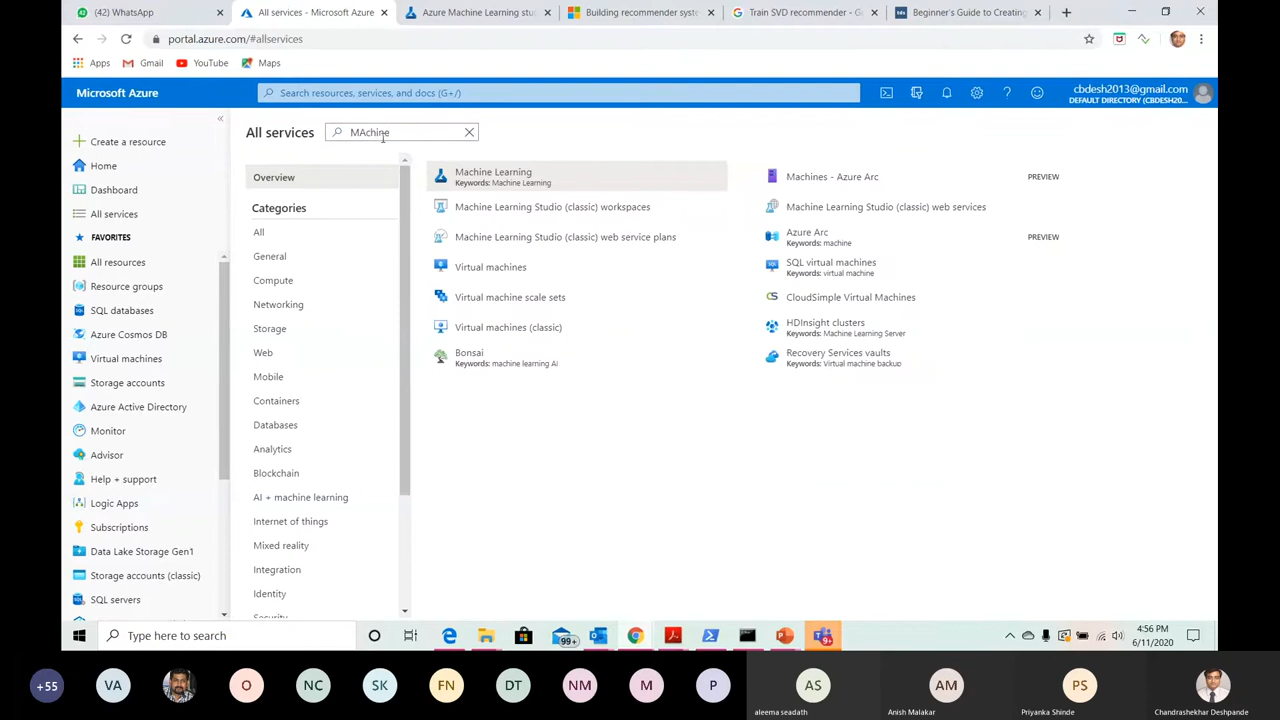 (42) WhatsApp
All services - Microsoft Azure
Azure Machine Learning stu
Building recommender syst
Train SVD recommender - Go
Beginner's Guide to Creating
portal.azure.com/#allservices
Apps
Gmail
YouTube
Maps
Microsoft Azure
Search resources, services, and docs (G+/)
cbdesh2013@gmail.com
DEFAULT DIRECTORY (CBDESH20...
Create a resource
Home
Dashboard
All services
FAVORITES
All resources
Resource groups
SQL databases
Azure Cosmos DB
Virtual machines
Storage accounts
Azure Active Directory
Monitor
Advisor
Help + support
Logic Apps
Subscriptions
Data Lake Storage Gen1
Storage accounts (classic)
SQL servers
All services
MAchine
Overview
Categories
All
General
Compute
Networking
Storage
Web
Mobile
Containers
Databases
Analytics
Blockchain
AI + machine learning
Internet of things
Mixed reality
Integration
Identity
Security
Machine Learning
Keywords: Machine Learning
Machine Learning Studio (classic) workspaces
Machine Learning Studio (classic) web service plans
Virtual machines
Virtual machine scale sets
Virtual machines (classic)
Bonsai
Keywords: machine learning AI
Machines - Azure Arc
PREVIEW
Machine Learning Studio (classic) web services
Azure Arc
Keywords: machine
PREVIEW
SQL virtual machines
Keywords: virtual machine
CloudSimple Virtual Machines
HDInsight clusters
Keywords: Machine Learning Server
Recovery Services vaults
Keywords: Virtual machine backup
Type here to search
99+
9+
4:56 PM
6/11/2020
+55
VA
O
NC
SK
FN
DT
NM
M
P
AS
AM
PS
aleema seadath
Anish Malakar
Priyanka Shinde
Chandrashekhar Deshpande